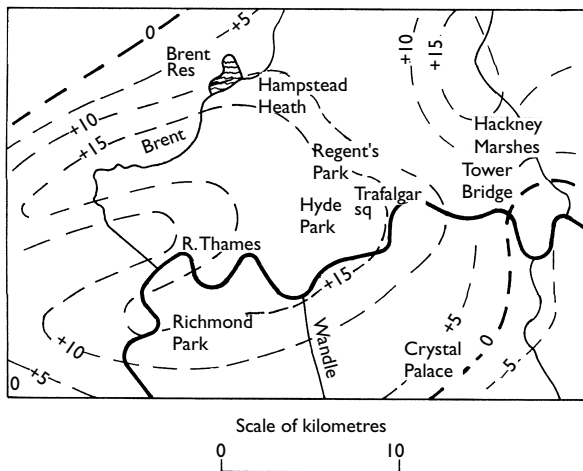 0
+5
+10
+15
+5
Brent
Res
Hampstead
Heath
+10
+15
Brent
Hackney
Marshes
Regent's
Park
Tower
Bridge
Trafalgar
sq
Hyde
Park
R.Thames
+15
Richmond
Park
Wandle
+10
+5
0
Crystal
Palace
-5
0
+5
Scale of kilometres
0
10